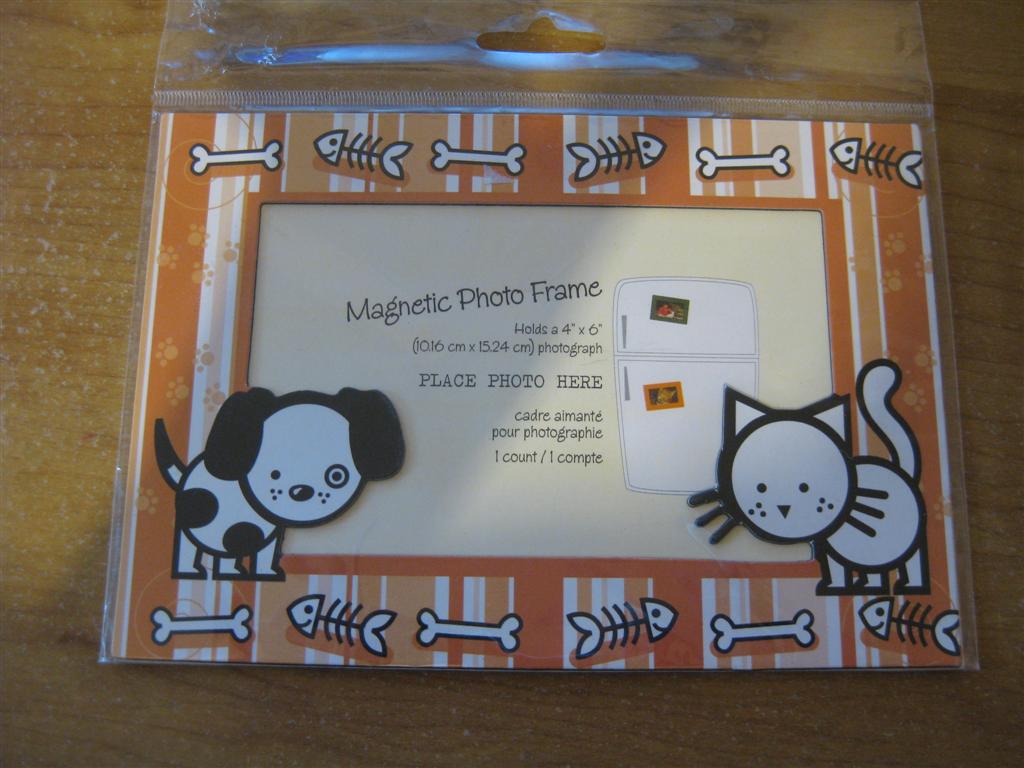 Magnetic Photo Frame
Holds a 4" x 6"
(10.16 cm x 15.24 cm) photograph
PLACE PHOTO HERE
cadre aimanté
pour photographie
1 count / 1 compte